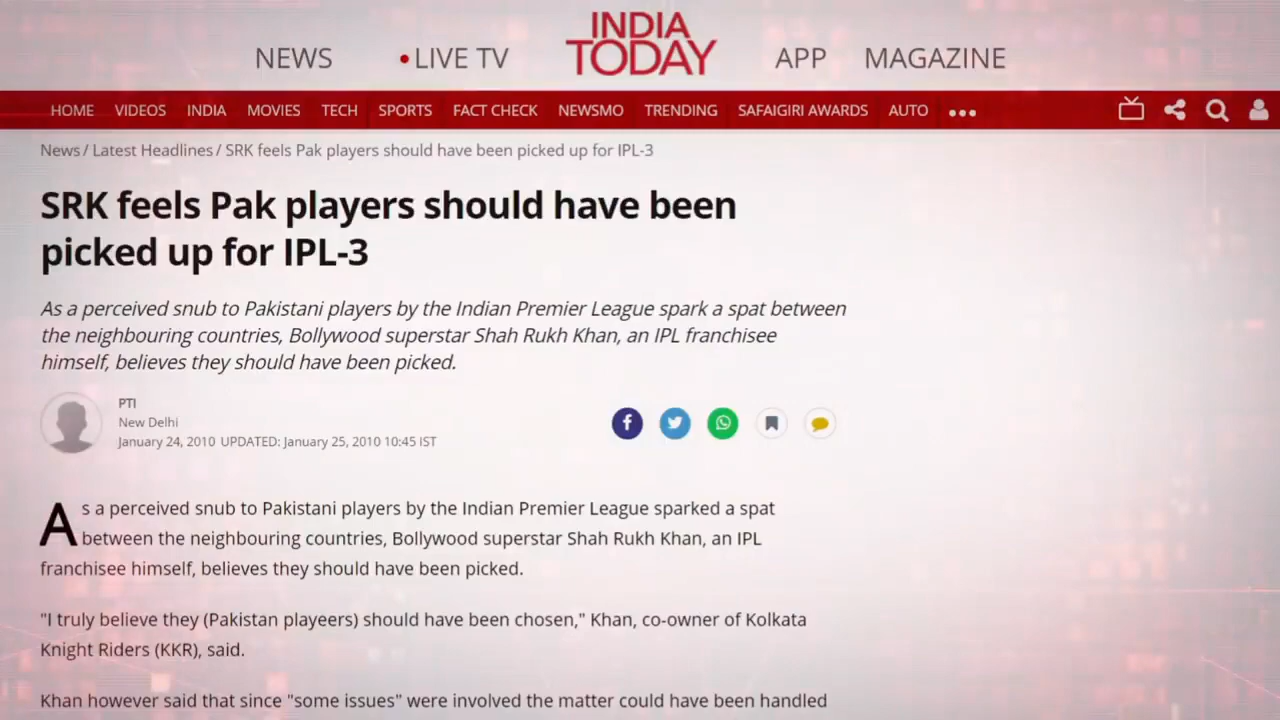 INDIA
TODAY
NEWS
LIVE TV
APP
MAGAZINE
HOME VIDEOS INDIA MOVIES TECH SPORTS FACT CHECK NEWSMO TRENDING SAFAIGIRI AWARDS AUTO
News / Latest Headlines / SRK feels Pak players should have been picked up for IPL-3
SRK feels Pak players should have been
picked up for IPL-3
As a perceived snub to Pakistani players by the Indian Premier League spark a spat between
the neighbouring countries, Bollywood superstar Shah Rukh Khan, an IPL franchisee
himself, believes they should have been picked.
PTI
New Delhi
January 24, 2010 UPDATED: January 25, 2010 10:45 IST
As a perceived snub to Pakistani players by the Indian Premier League sparked a spat
between the neighbouring countries, Bollywood superstar Shah Rukh Khan, an IPL
franchisee himself, believes they should have been picked.
"I truly believe they (Pakistan playeers) should have been chosen," Khan, co-owner of Kolkata
Knight Riders (KKR), said.
Khan however said that since "some issues" were involved the matter could have been handled